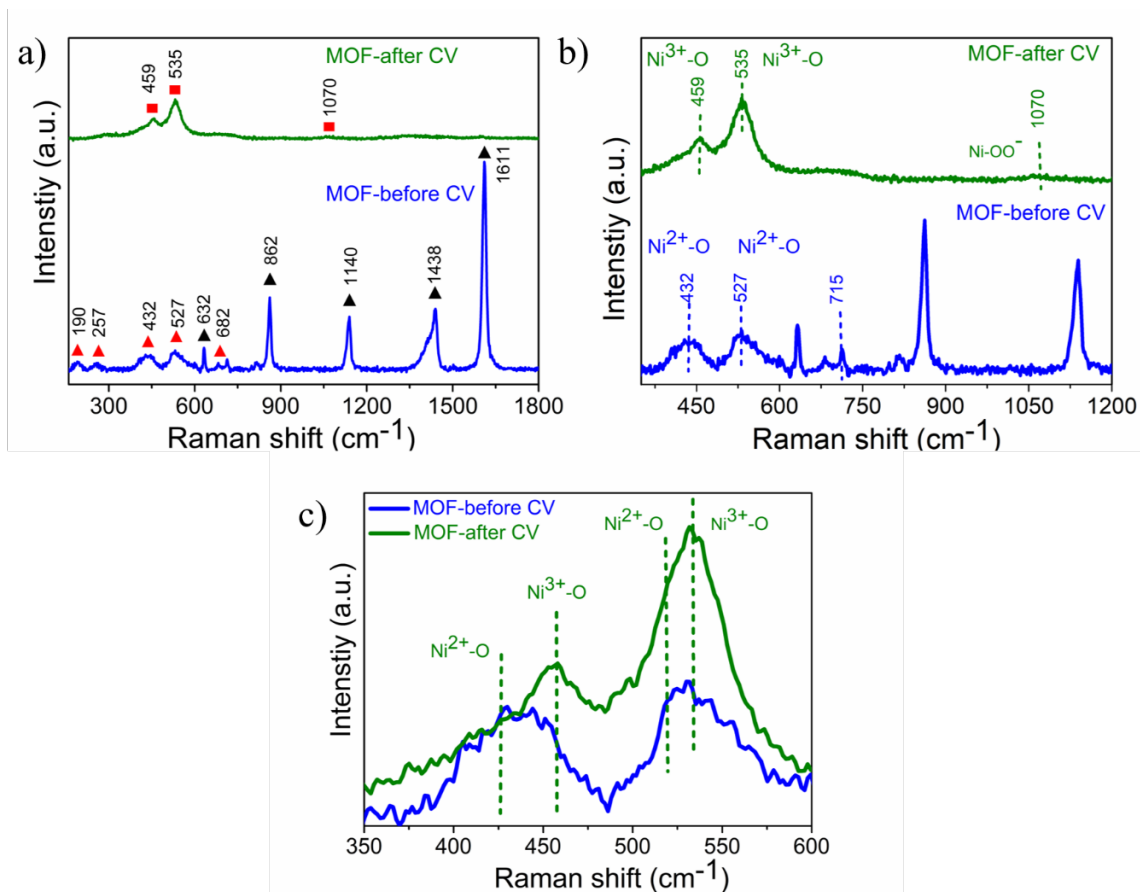 a)
MOF-after CV
459
535
1070
MOF-before CV
190
257
432
527
632
682
862
1140
1438
1611
Intenstiy (a.u.)
300 600 900 1200 1500 1800
Raman shift (cm⁻¹)
b)
Ni³⁺-O
Ni³⁺-O
MOF-after CV
459
535
1070
Ni-OO⁻
MOF-before CV
Ni²⁺-O
Ni²⁺-O
432
527
715
Intenstiy (a.u.)
450 600 750 900 1050 1200
Raman shift (cm⁻¹)
c)
MOF-before CV
MOF-after CV
Ni²⁺-O
Ni³⁺-O
Ni²⁺-O
Ni³⁺-O
Intenstiy (a.u.)
350 400 450 500 550 600
Raman shift (cm⁻¹)